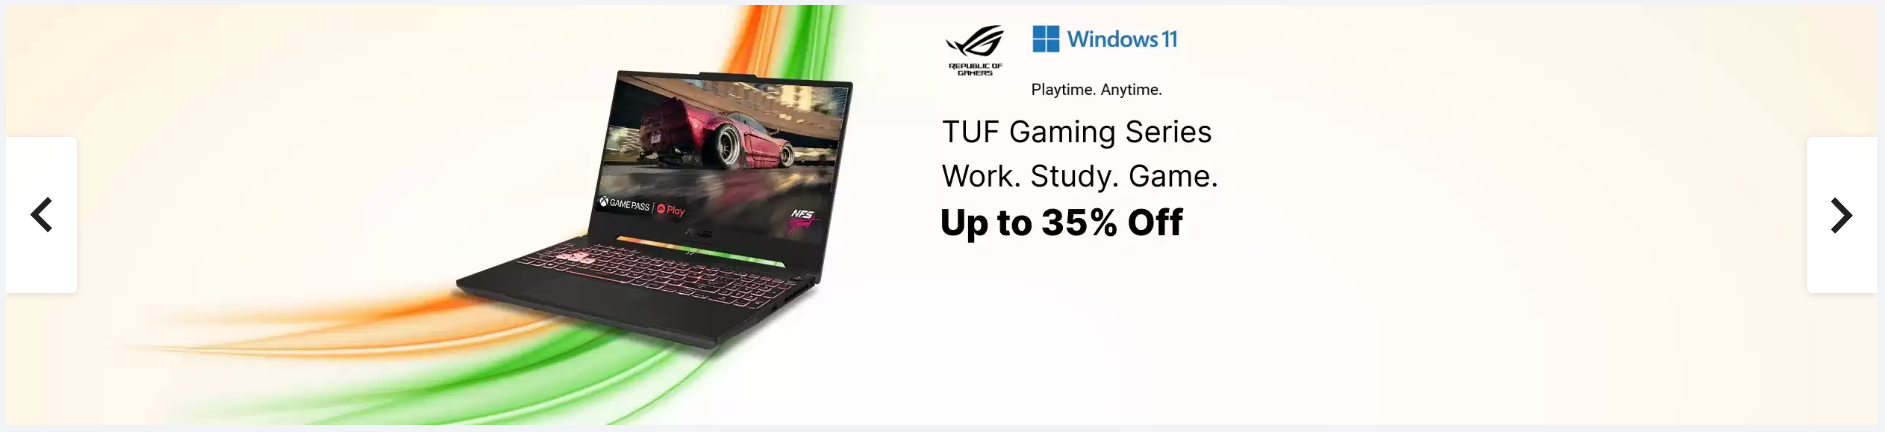 REPUBLIC OF
GAMERS
Windows 11
Playtime. Anytime.
TUF Gaming Series
Work. Study. Game.
Up to 35% Off
GAME PASS
Play
NFS